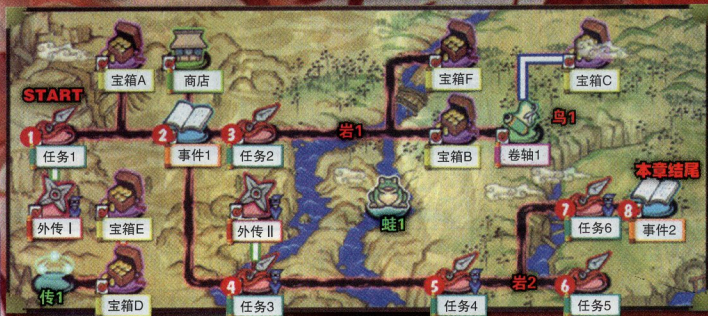 宝箱A
商店
宝箱F
宝箱C
START
1
2
3
岩1
鸟1
任务1
事件1
任务2
宝箱B
卷轴1
本章结尾
外传Ⅰ
宝箱E
外传Ⅱ
蛙1
7
8
任务6
事件2
传1
宝箱D
4
任务3
5
任务4
岩2
6
任务5